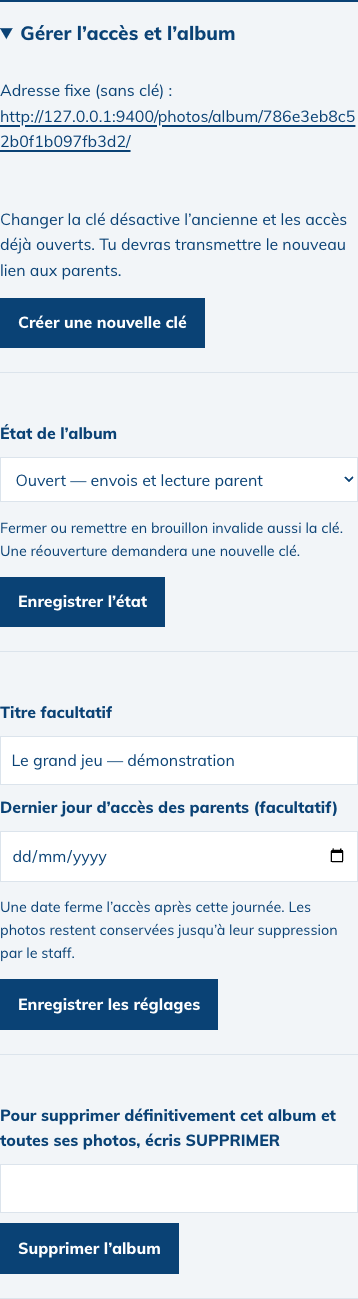 Gérer l’accès et l’album
Adresse fixe (sans clé) :
http://127.0.0.1:9400/photos/album/786e3eb8c5
2b0f1b097fb3d2/
Changer la clé désactive l’ancienne et les accès
déjà ouverts. Tu devras transmettre le nouveau
lien aux parents.
Créer une nouvelle clé
État de l’album
Ouvert — envois et lecture parent
Fermer ou remettre en brouillon invalide aussi la clé.
Une réouverture demandera une nouvelle clé.
Enregistrer l’état
Titre facultatif
Le grand jeu — démonstration
Dernier jour d’accès des parents (facultatif)
dd/mm/yyyy
Une date ferme l’accès après cette journée. Les
photos restent conservées jusqu’à leur suppression
par le staff.
Enregistrer les réglages
Pour supprimer définitivement cet album et
toutes ses photos, écris SUPPRIMER
Supprimer l’album